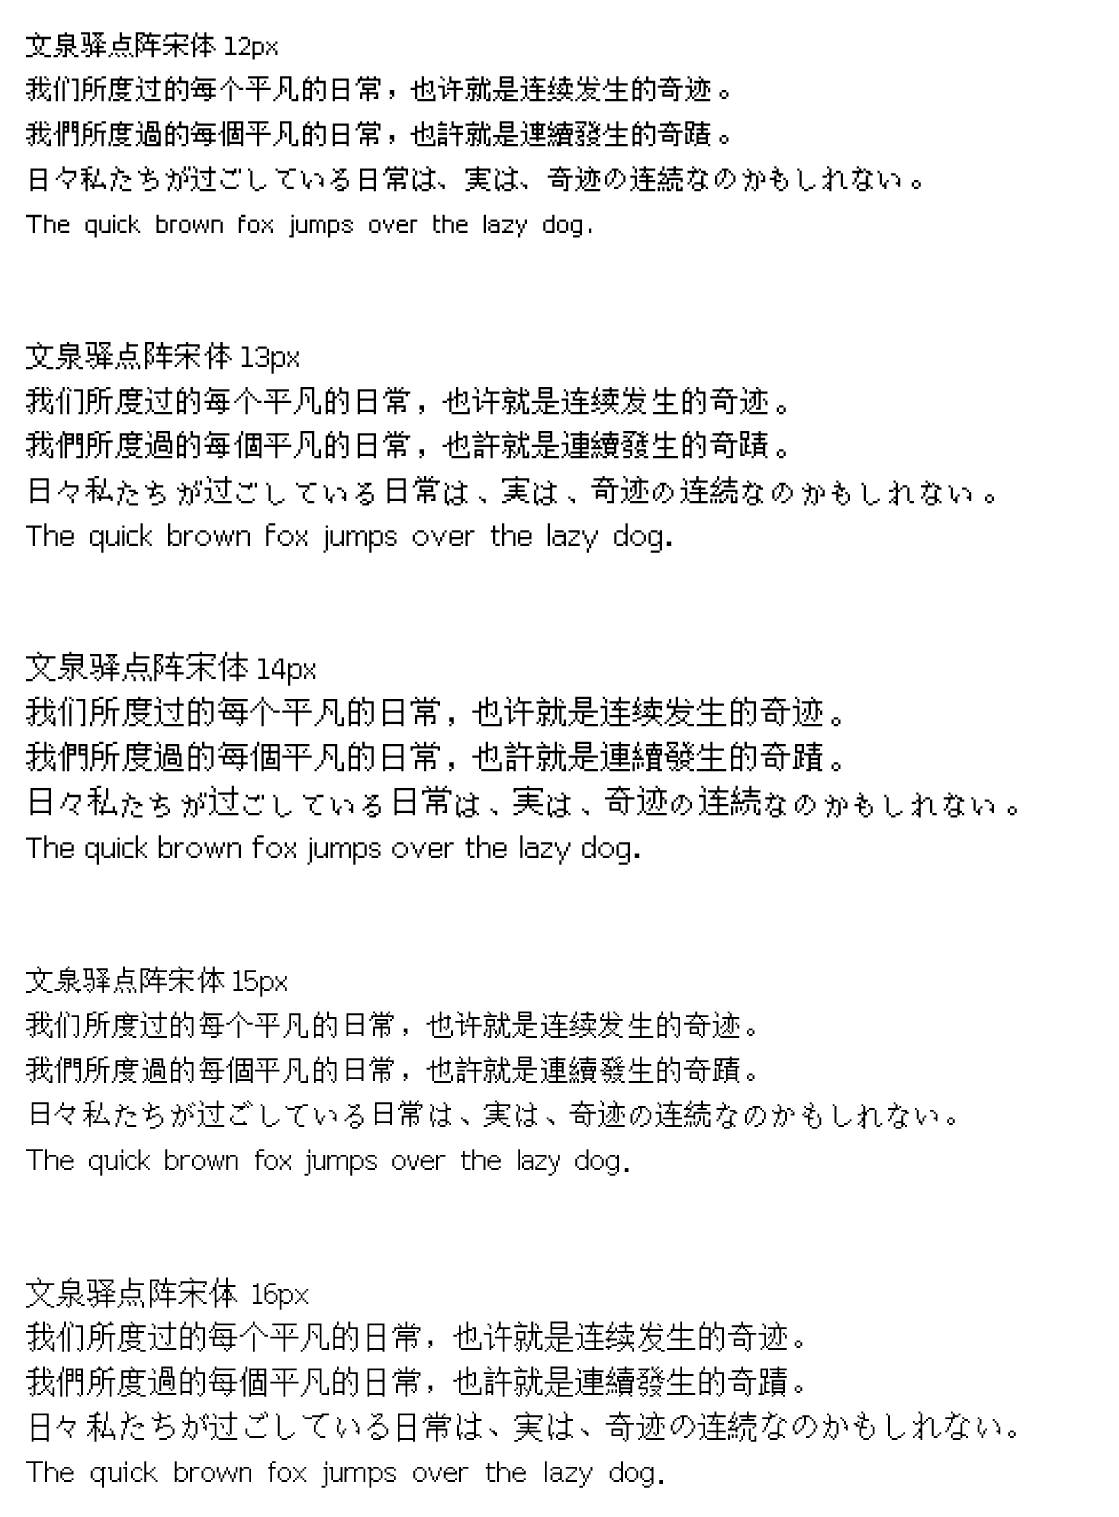 文泉驿点阵宋体 12px
我们所度过的每个平凡的日常，也许就是连续发生的奇迹。
我們所度過的每個平凡的日常，也許就是連續發生的奇蹟。
日々私たちが过ごしている日常は、実は、奇迹の连続なのかもしれない。
The quick brown fox jumps over the lazy dog.
文泉驿点阵宋体 13px
我们所度过的每个平凡的日常，也许就是连续发生的奇迹。
我們所度過的每個平凡的日常，也許就是連續發生的奇蹟。
日々私たちが过ごしている日常は、実は、奇迹の连続なのかもしれない。
The quick brown fox jumps over the lazy dog.
文泉驿点阵宋体 14px
我们所度过的每个平凡的日常，也许就是连续发生的奇迹。
我們所度過的每個平凡的日常，也許就是連續發生的奇蹟。
日々私たちが过ごしている日常は、実は、奇迹の连続なのかもしれない。
The quick brown fox jumps over the lazy dog.
文泉驿点阵宋体 15px
我们所度过的每个平凡的日常，也许就是连续发生的奇迹。
我們所度過的每個平凡的日常，也許就是連續發生的奇蹟。
日々私たちが过ごしている日常は、実は、奇迹の连続なのかもしれない。
The quick brown fox jumps over the lazy dog.
文泉驿点阵宋体 16px
我们所度过的每个平凡的日常，也许就是连续发生的奇迹。
我們所度過的每個平凡的日常，也許就是連續發生的奇蹟。
日々私たちが过ごしている日常は、実は、奇迹の连続なのかもしれない。
The quick brown fox jumps over the lazy dog.